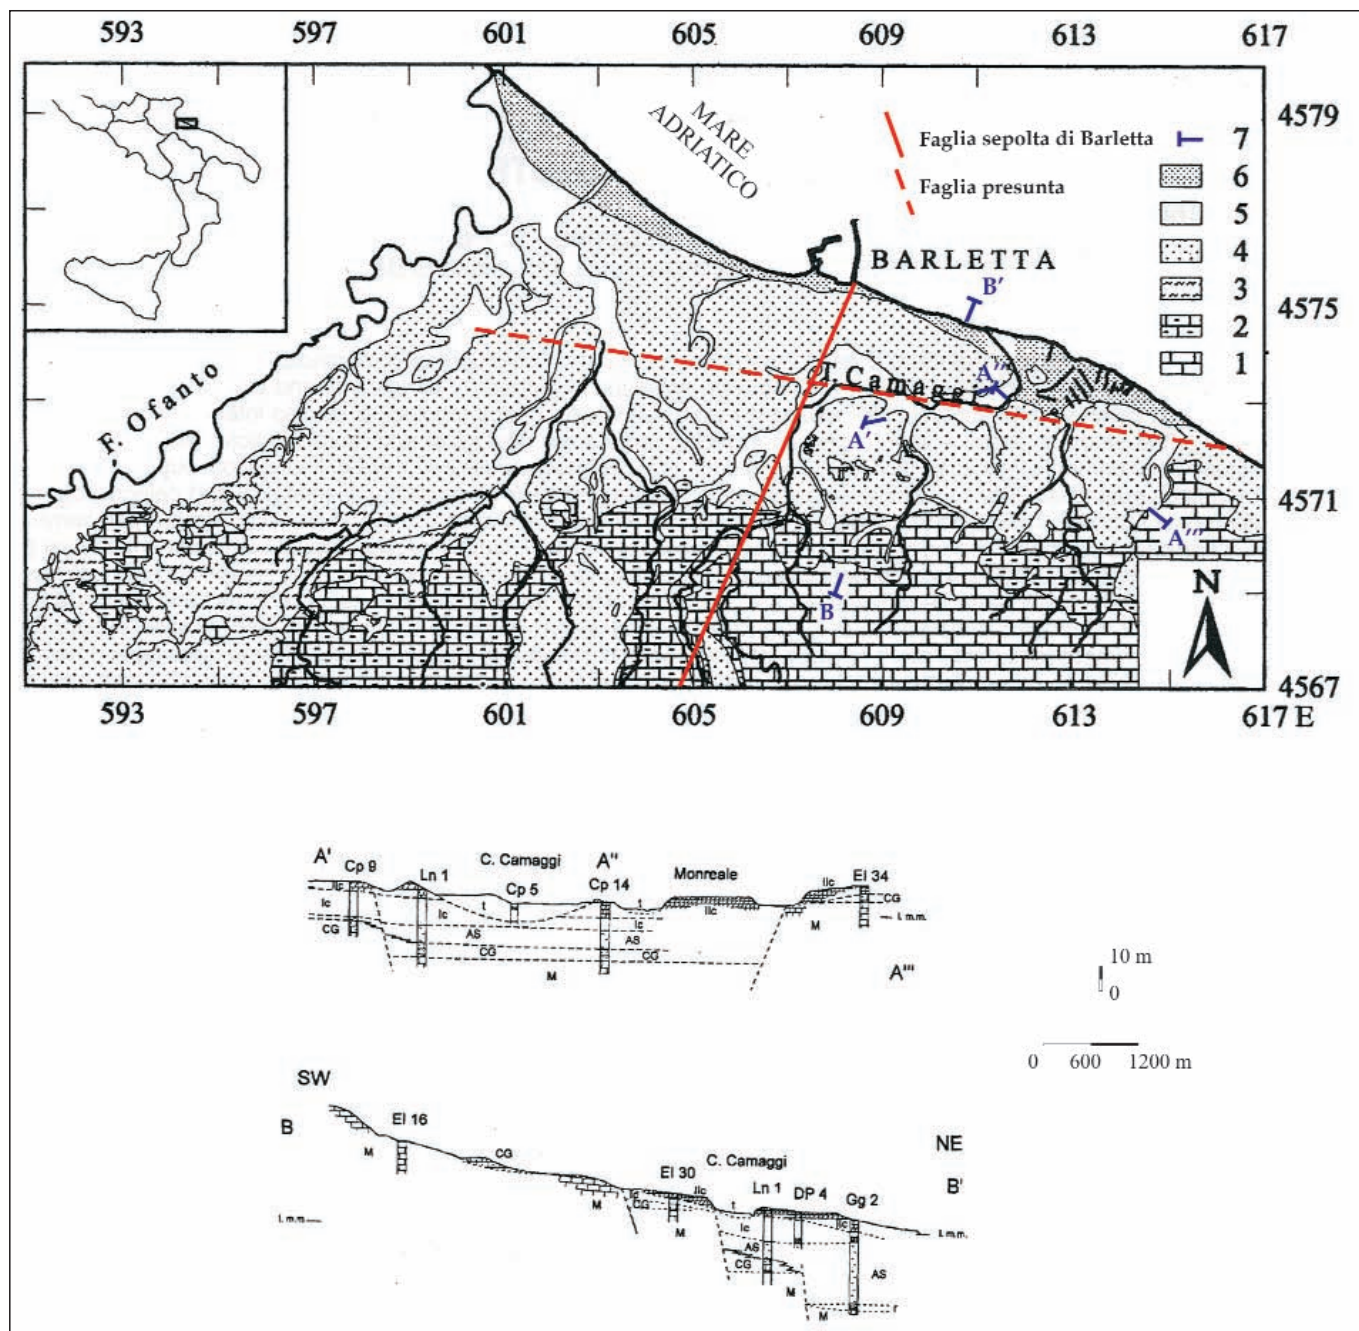 593 597 601 605 609 613 617
4579
4575
4571
4567
MARE
ADRIATICO
Faglia sepolta di Barletta
Faglia presunta
7
6
5
4
3
2
1
BARLETTA
B'
T. Camaggi
A''
A'
F. Ofanto
A'''
B
N
593 597 601 605 609 613 617 E
A' Cp 9 Ln 1 C. Camaggi Cp 5 A'' Cp 14 Monreale El 34
IIc t t IIc IIc CG
Ic Ic Ic M l. m.m.
CG AS AS
CG CG
M A'''
10 m
0
0 600 1200 m
SW
B El 16 NE
M CG El 30 C. Camaggi B'
Ln 1 DP 4 Gg 2
IIc t IIc
CG Ic l. m.m.
l. m.m. M M AS
CG AS
M
M r